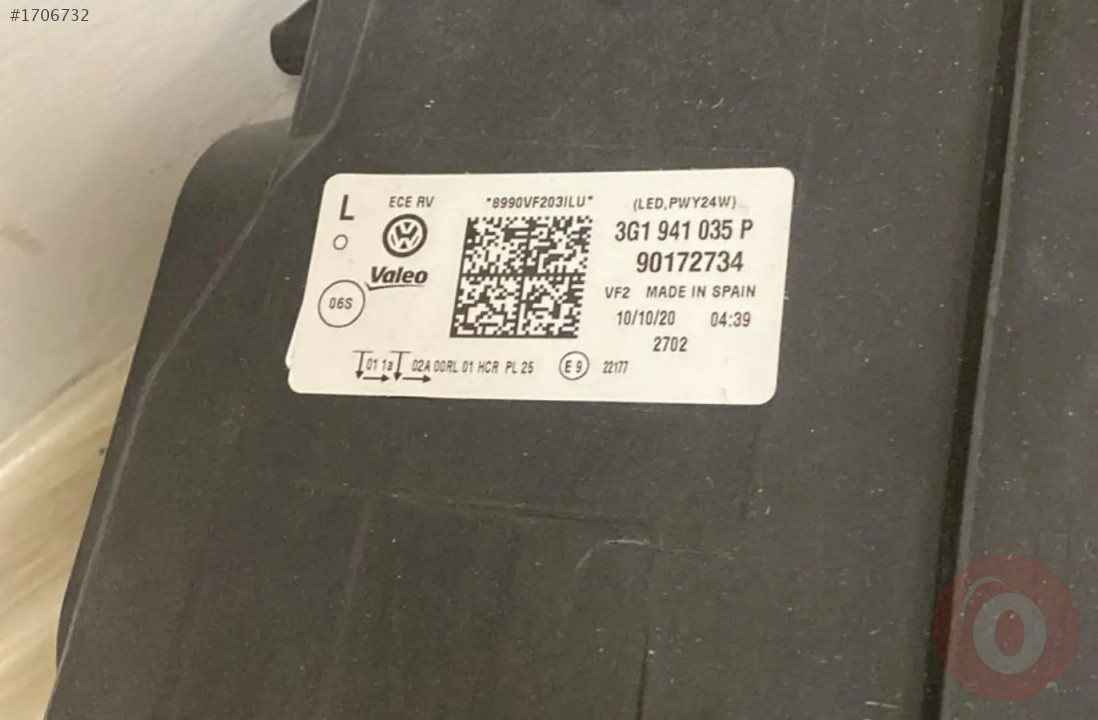 #1706732
L
ECE RV
*8990VF203ILU*
(LED,PWY24W)
3G1 941 035 P
Valeo
90172734
06S
VF2 MADE IN SPAIN
10/10/20 04:39
2702
01 1a 02A 00RL 01 HCR PL 25
E 9
22177